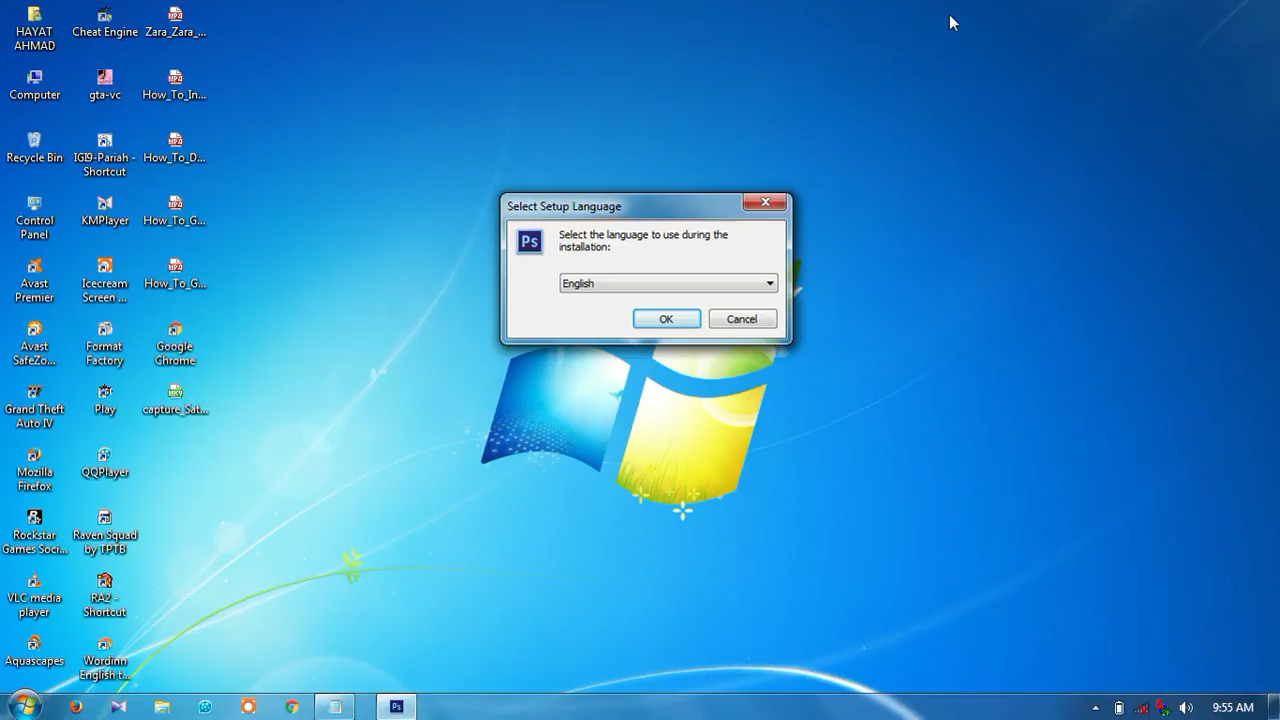 HAYAT
AHMAD
Cheat Engine
Zara_Zara_...
Computer
gta-vc
How_To_In...
Recycle Bin
IGI9-Pariah -
Shortcut
How_To_D...
Control
Panel
KMPlayer
How_To_G...
Avast
Premier
Icecream
Screen ...
How_To_G...
Avast
SafeZo...
Format
Factory
Google
Chrome
Grand Theft
Auto IV
Play
capture_Sat...
Mozilla
Firefox
QQPlayer
Rockstar
Games Soci...
Raven Squad
by TPTB
VLC media
player
RA2 -
Shortcut
Aquascapes
Wordinn
English t...
Select Setup Language
Ps
Select the language to use during the
installation:
English
OK
Cancel
Ps
9:55 AM